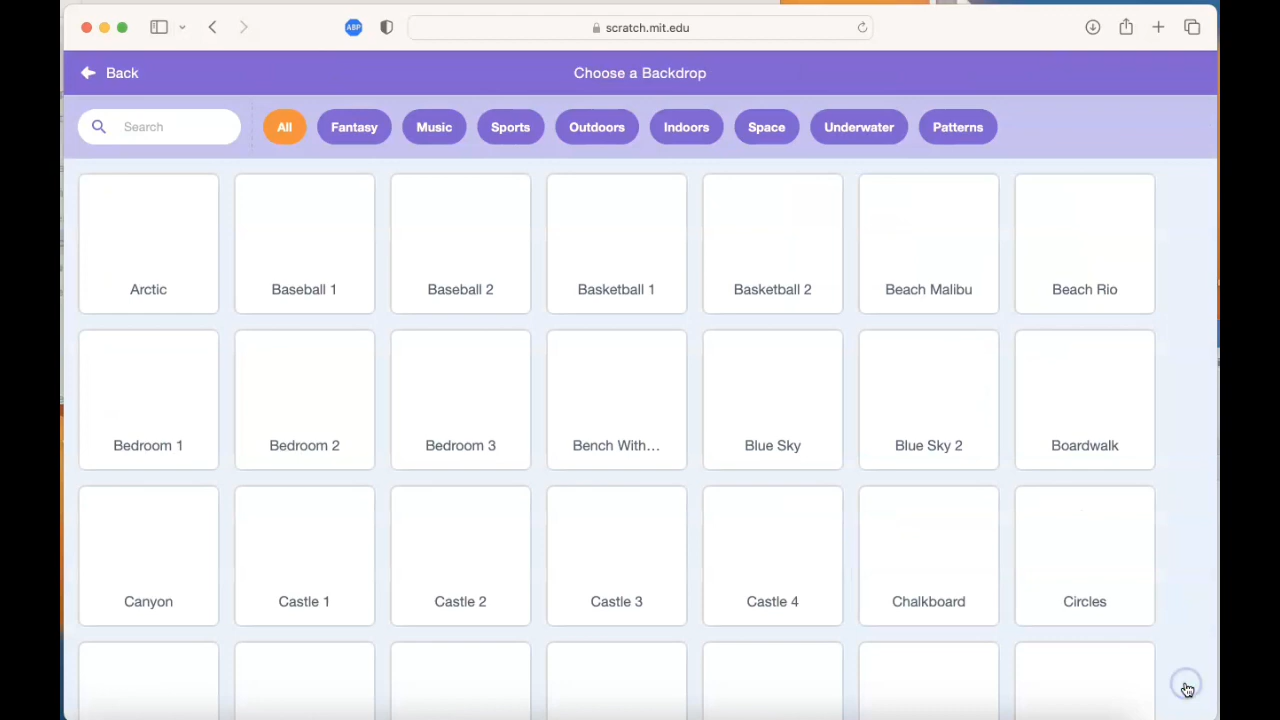 ABP
scratch.mit.edu
Back
Choose a Backdrop
Search
All
Fantasy
Music
Sports
Outdoors
Indoors
Space
Underwater
Patterns
Arctic
Baseball 1
Baseball 2
Basketball 1
Basketball 2
Beach Malibu
Beach Rio
Bedroom 1
Bedroom 2
Bedroom 3
Bench With...
Blue Sky
Blue Sky 2
Boardwalk
Canyon
Castle 1
Castle 2
Castle 3
Castle 4
Chalkboard
Circles